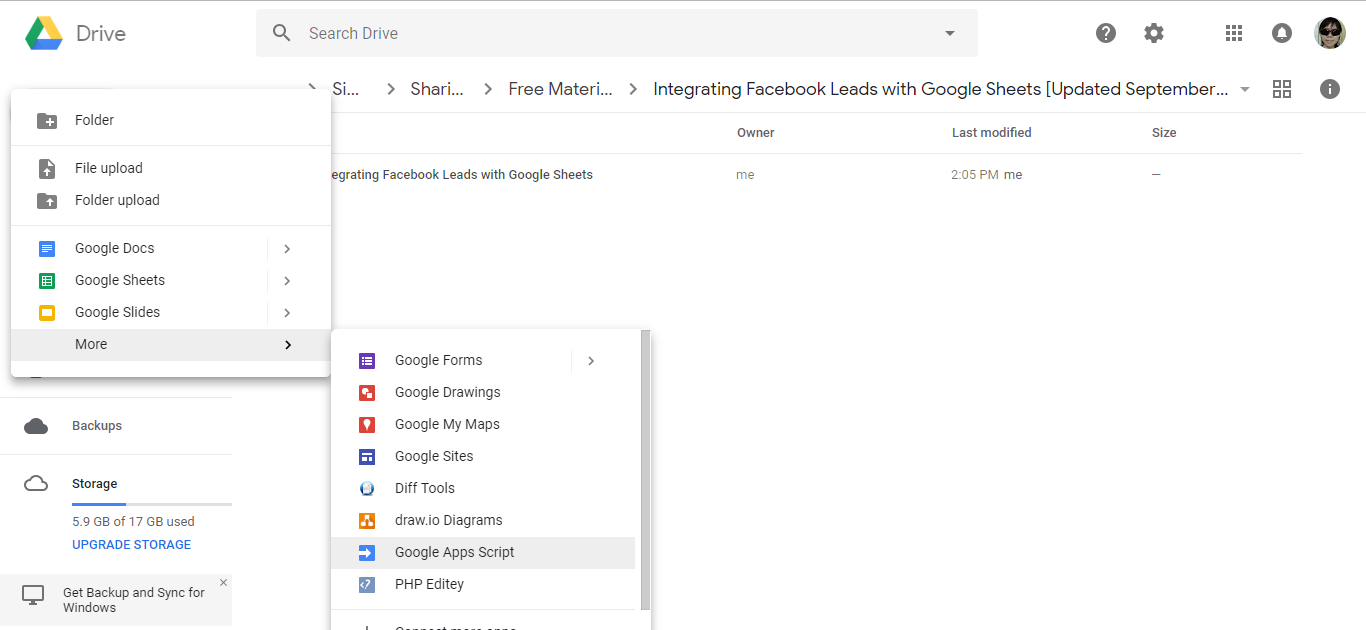 Drive
Search Drive
Si...
Shari...
Free Materi...
Integrating Facebook Leads with Google Sheets [Updated September...
Owner
Last modified
Size
egrating Facebook Leads with Google Sheets
me
2:05 PM me
—
Folder
File upload
Folder upload
Google Docs
Google Sheets
Google Slides
More
Google Forms
Google Drawings
Google My Maps
Google Sites
Diff Tools
draw.io Diagrams
Google Apps Script
PHP Editey
Connect more apps
Backups
Storage
5.9 GB of 17 GB used
UPGRADE STORAGE
Get Backup and Sync for
Windows